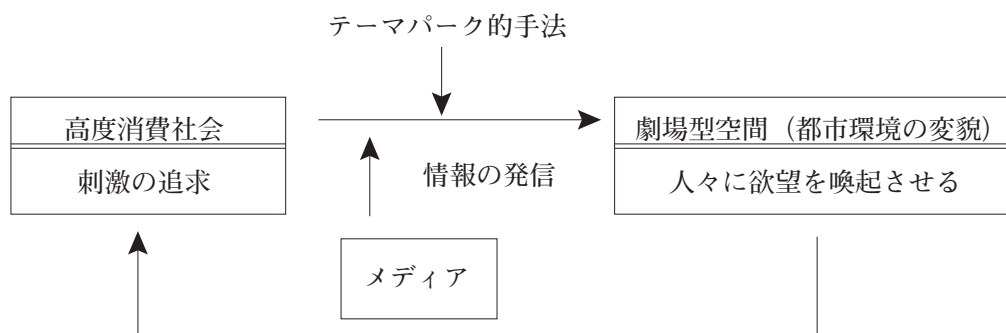 テーマパーク的手法
高度消費社会
刺激の追求
情報の発信
メディア
劇場型空間（都市環境の変貌）
人々に欲望を喚起させる